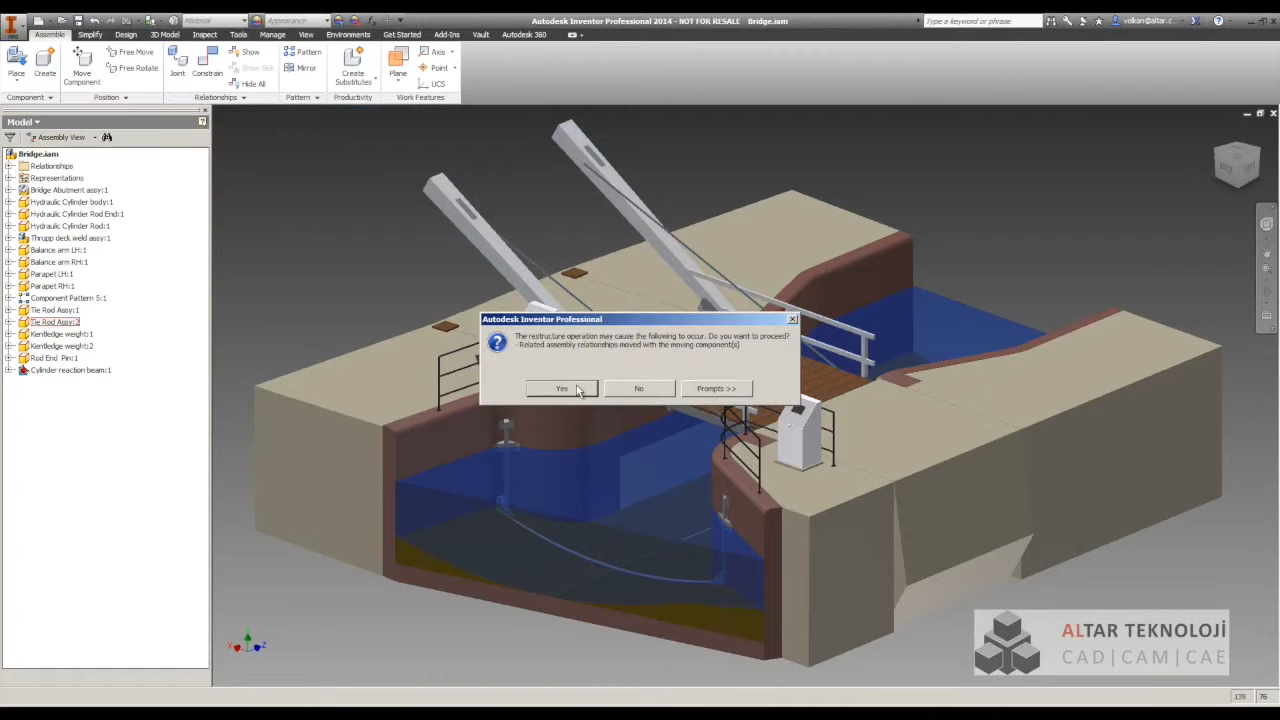 Material
Appearance
Autodesk Inventor Professional 2014 - NOT FOR RESALE Bridge.iam
Type a keyword or phrase
volkan@altar.c...
PRO
Assemble
Simplify
Design
3D Model
Inspect
Tools
Manage
View
Environments
Get Started
Add-Ins
Vault
Autodesk 360
Place
Create
Move Component
Free Move
Free Rotate
Joint
Constrain
Show
Show Sick
Hide All
Pattern
Mirror
Create Substitutes
Plane
Axis
Point
UCS
Component
Position
Relationships
Pattern
Productivity
Work Features
Model
Assembly View
Bridge.iam
Relationships
Representations
Bridge Abutment assy:1
Hydraulic Cylinder body:1
Hydraulic Cylinder Rod End:1
Hydraulic Cylinder Rod:1
Thrupp deck weld assy:1
Balance arm LH:1
Balance arm RH:1
Parapet LH:1
Parapet RH:1
Component Pattern 5:1
Tie Rod Assy:1
Tie Rod Assy:2
Kentledge weight:1
Kentledge weight:2
Rod End Pin:1
Cylinder reaction beam:1
Autodesk Inventor Professional
The restructure operation may cause the following to occur. Do you want to proceed?
- Related assembly relationships moved with the moving component(s)
Yes
No
Prompts >>
X
Z
ALTAR TEKNOLOJİ
CAD|CAM|CAE
139
76